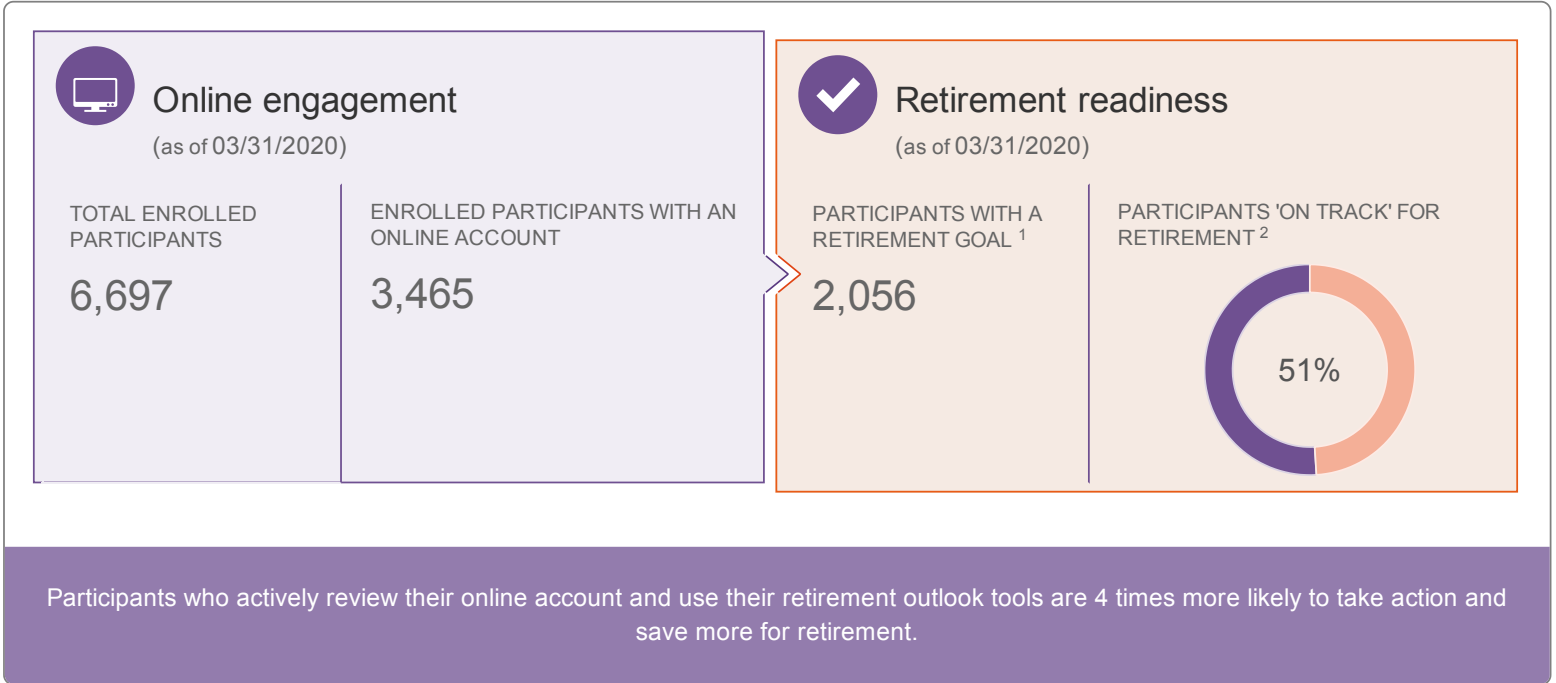 Online engagement
(as of 03/31/2020)
TOTAL ENROLLED
PARTICIPANTS
6,697
ENROLLED PARTICIPANTS WITH AN
ONLINE ACCOUNT
3,465
Retirement readiness
(as of 03/31/2020)
PARTICIPANTS WITH A
RETIREMENT GOAL 1
2,056
PARTICIPANTS 'ON TRACK' FOR
RETIREMENT 2
51%
Participants who actively review their online account and use their retirement outlook tools are 4 times more likely to take action and
save more for retirement.